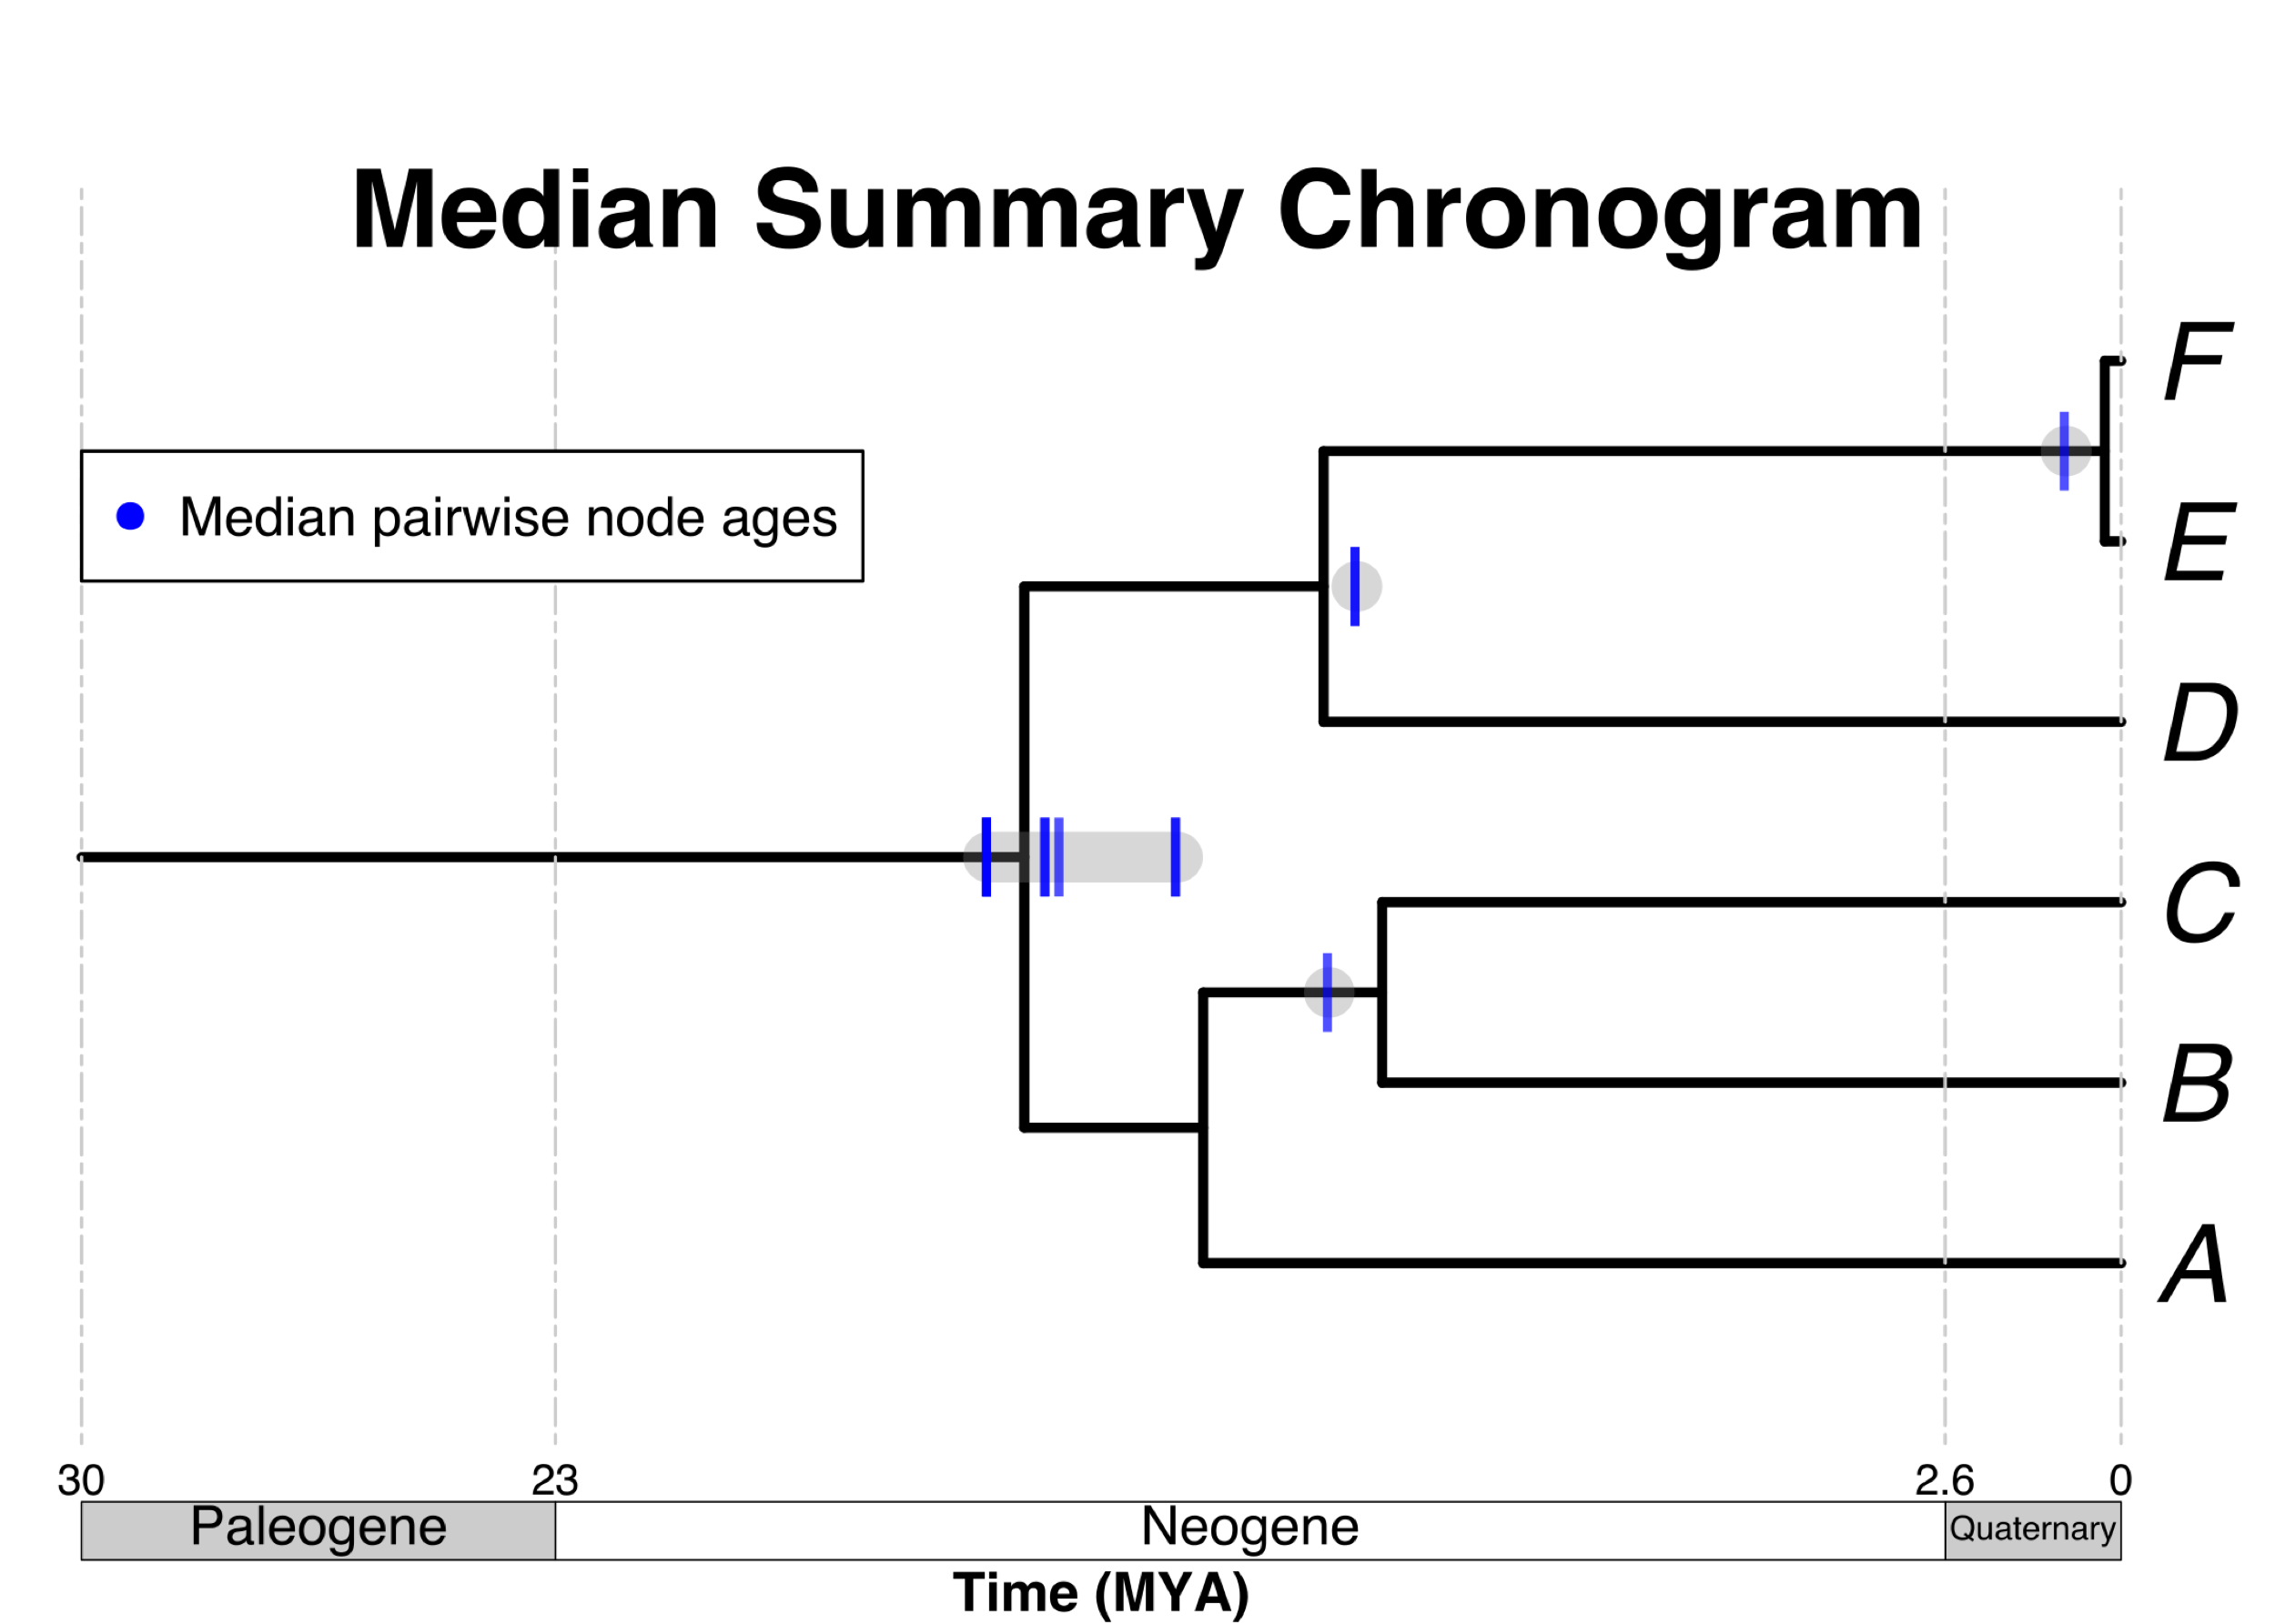 Median Summary Chronogram
F
Median pairwise node ages
E
D
C
B
A
30 23 2.6 0
Paleogene Neogene Quaternary
Time (MYA)